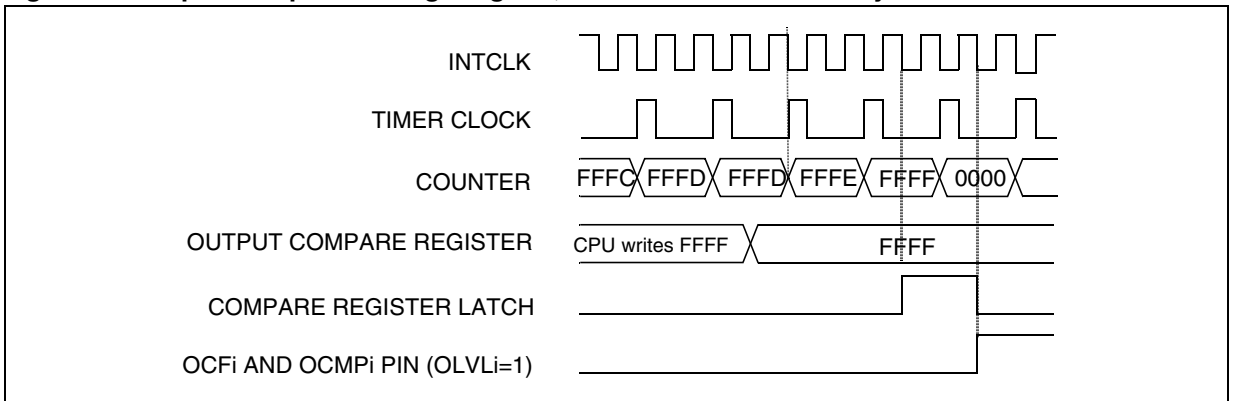 INTCLK
TIMER CLOCK
COUNTER FFFC FFFD FFFD FFFE FFFF 0000
OUTPUT COMPARE REGISTER CPU writes FFFF FFFF
COMPARE REGISTER LATCH
OCFi AND OCMPi PIN (OLVLi=1)